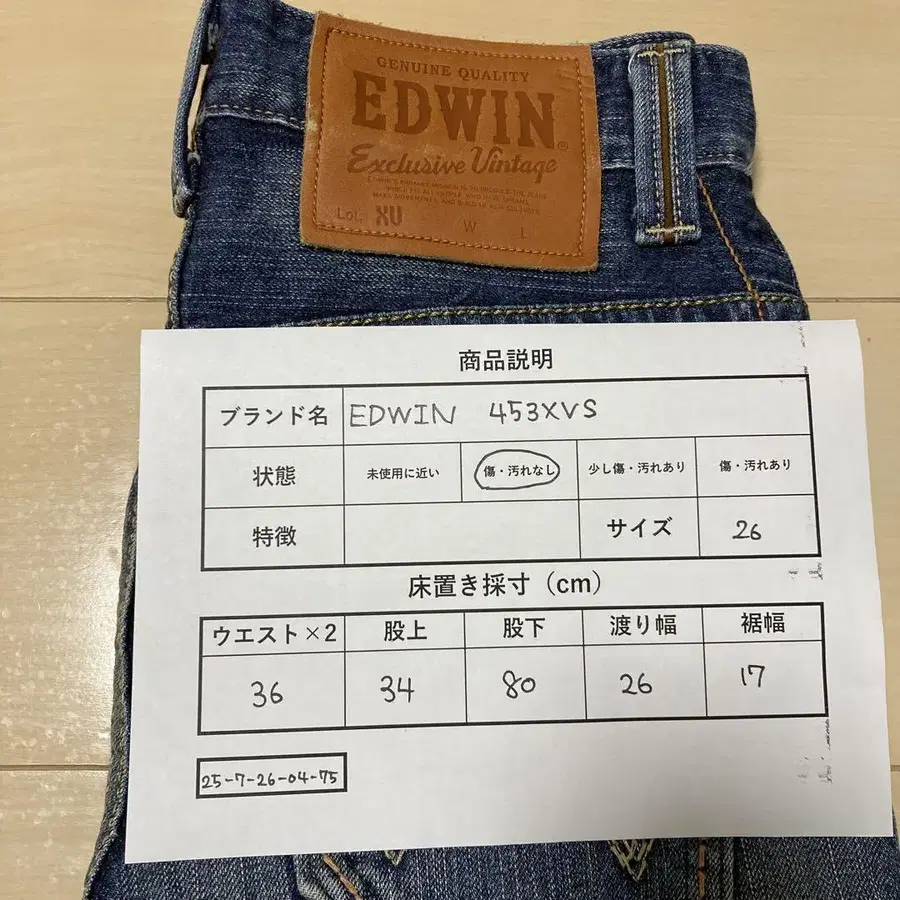 GENUINE QUALITY
EDWIN®
Exclusive Vintage
Lot. XU W L
商品説明
ブランド名 EDWIN 453XVS
状態 未使用に近い 傷・汚れなし 少し傷・汚れあり 傷・汚れあり
特徴 サイズ 26
床置き採寸（cm）
ウエスト×2 股上 股下 渡り幅 裾幅
36 34 80 26 17
25-7-26-04-75